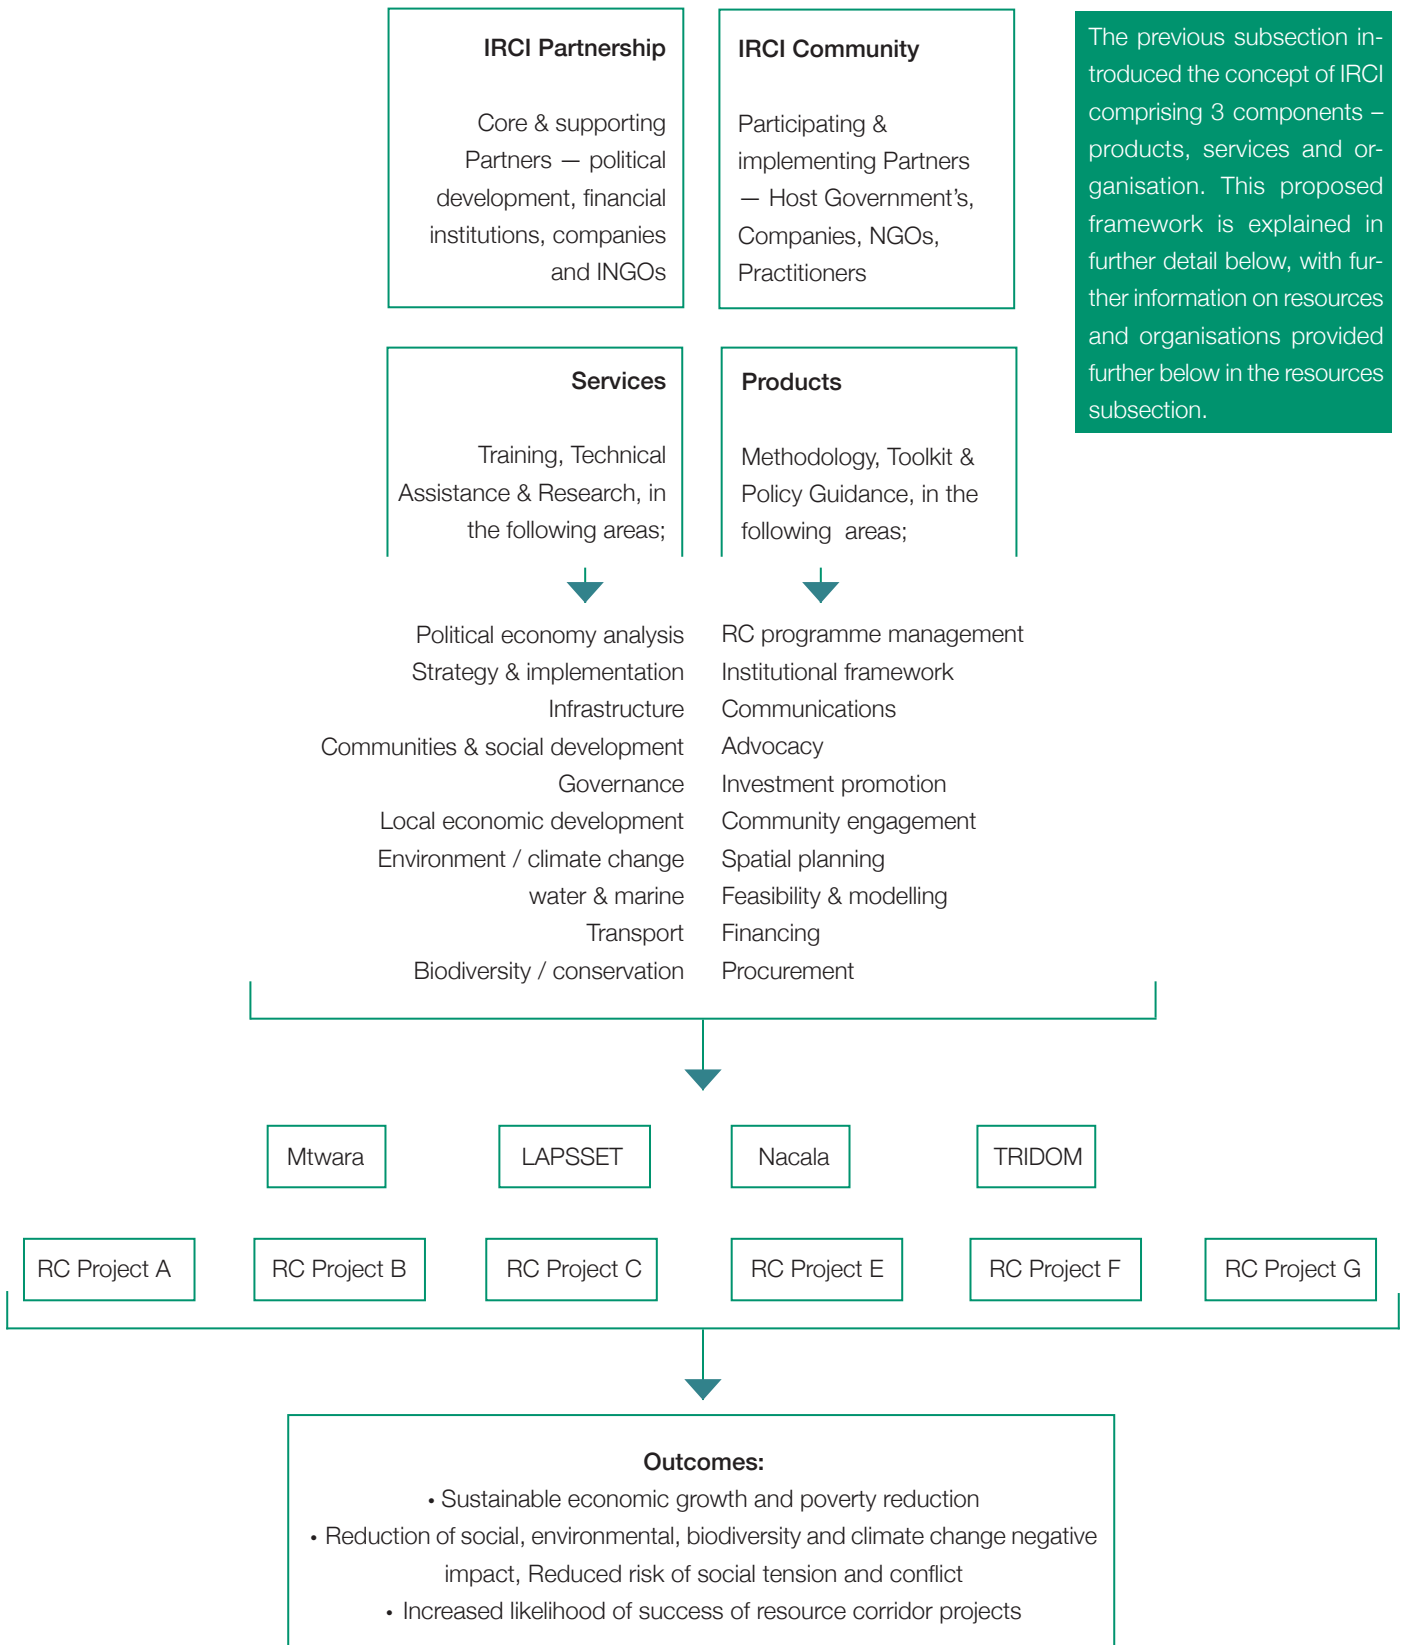 IRCI Partnership
Core & supporting
Partners — political
development, financial
institutions, companies
and INGOs
IRCI Community
Participating &
implementing Partners
— Host Government’s,
Companies, NGOs,
Practitioners
The previous subsection in-
troduced the concept of IRCI
comprising 3 components –
products, services and or-
ganisation. This proposed
framework is explained in
further detail below, with fur-
ther information on resources
and organisations provided
further below in the resources
subsection.
Services
Training, Technical
Assistance & Research, in
the following areas;
Products
Methodology, Toolkit &
Policy Guidance, in the
following areas;
Political economy analysis
Strategy & implementation
Infrastructure
Communities & social development
Governance
Local economic development
Environment / climate change
water & marine
Transport
Biodiversity / conservation
RC programme management
Institutional framework
Communications
Advocacy
Investment promotion
Community engagement
Spatial planning
Feasibility & modelling
Financing
Procurement
Mtwara
LAPSSET
Nacala
TRIDOM
RC Project A
RC Project B
RC Project C
RC Project E
RC Project F
RC Project G
Outcomes:
• Sustainable economic growth and poverty reduction
• Reduction of social, environmental, biodiversity and climate change negative
impact, Reduced risk of social tension and conflict
• Increased likelihood of success of resource corridor projects